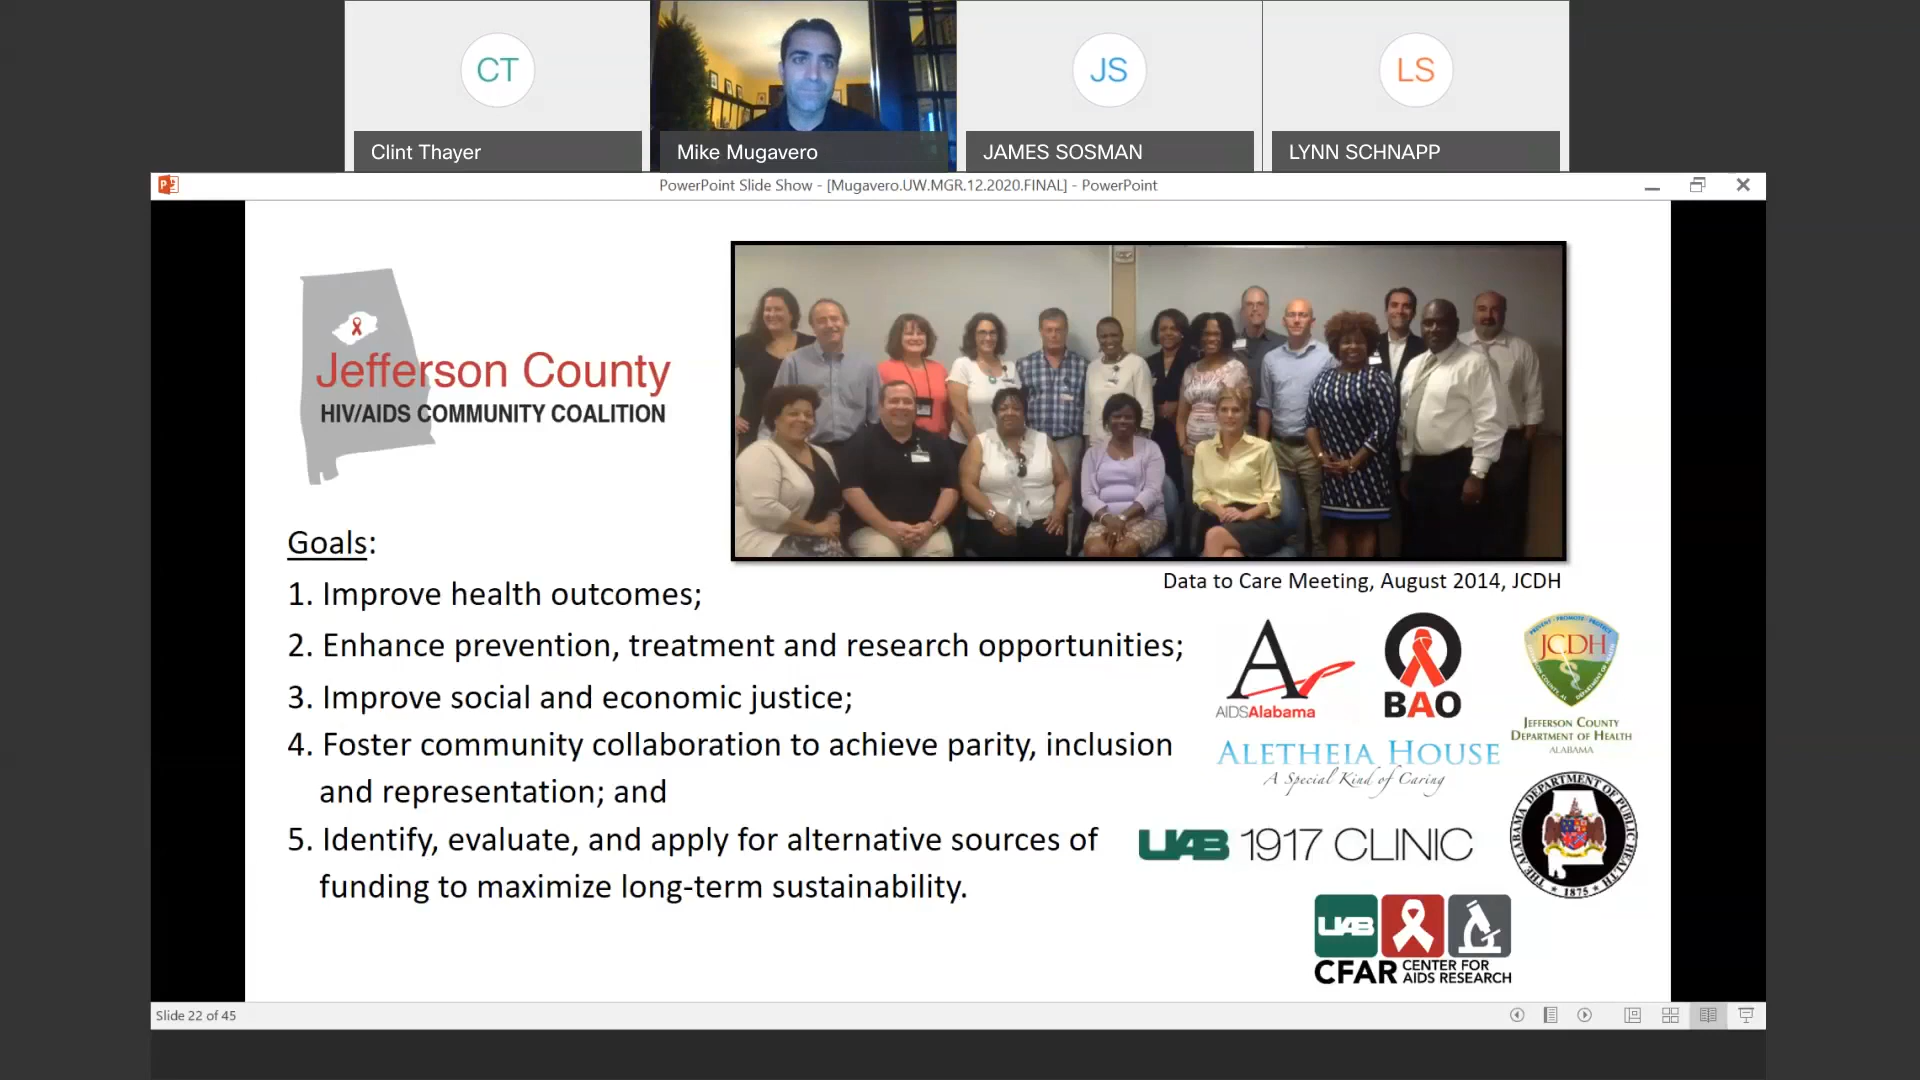 CT
JS
LS
Clint Thayer
Mike Mugavero
JAMES SOSMAN
LYNN SCHNAPP
PowerPoint Slide Show - [Mugavero.UW.MGR.12.2020.FINAL] - PowerPoint
Jefferson County
HIV/AIDS COMMUNITY COALITION
Goals:
1. Improve health outcomes;
2. Enhance prevention, treatment and research opportunities;
3. Improve social and economic justice;
4. Foster community collaboration to achieve parity, inclusion
and representation; and
5. Identify, evaluate, and apply for alternative sources of
funding to maximize long-term sustainability.
Data to Care Meeting, August 2014, JCDH
A
AIDSAlabama
BAO
PREVENT · PROMOTE · PROTECT
JCDH
JEFFERSON COUNTY
DEPARTMENT OF HEALTH
ALABAMA
ALETHEIA HOUSE
A Special Kind of Caring
UAB 1917 CLINIC
THE ALABAMA DEPARTMENT OF PUBLIC HEALTH
1875
UAB
CFAR CENTER FOR
AIDS RESEARCH
Slide 22 of 45